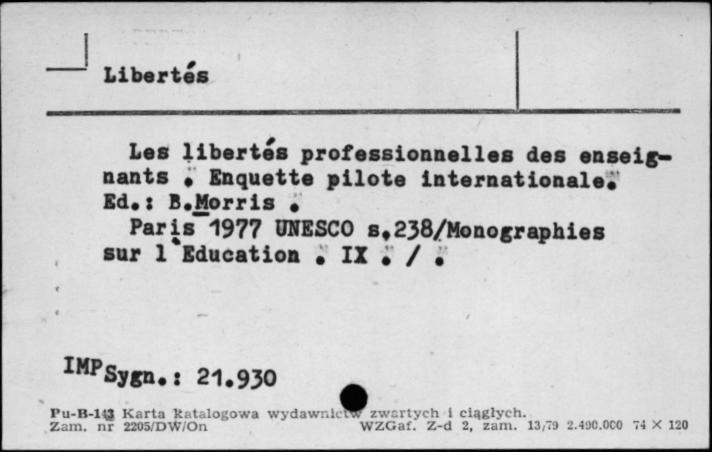 Libertés
Les libertés professionnelles des enseig-
nants . Enquette pilote internationale.
Ed.: B.Morris .
Paris 1977 UNESCO s.238/Monographies
sur l'Education . IX . / .
IMP Sygn.: 21.930
Pu-B-143 Karta katalogowa wydawnictw zwartych i ciągłych.
Zam. nr 2205/DW/On WZGaf. Z-d 2, zam. 13/79 2.490.000 74 × 120